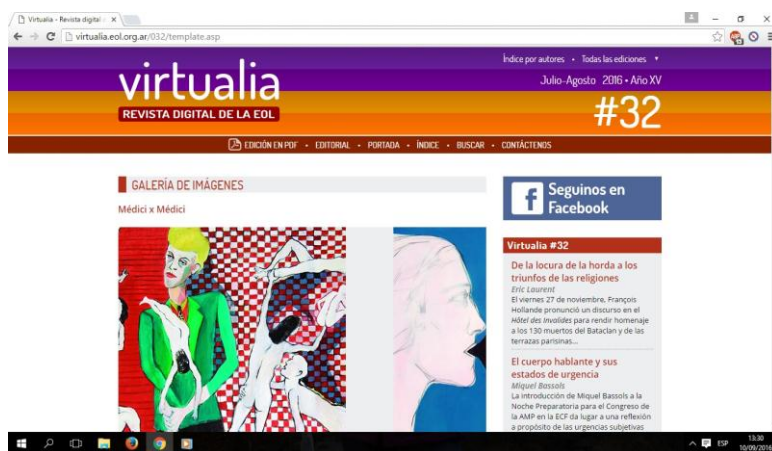 Virtualia - Revista digital
virtualia.eol.org.ar/032/template.asp
Índice por autores • Todas las ediciones ▼
virtualia
REVISTA DIGITAL DE LA EOL
Julio-Agosto 2016 • Año XV
#32
EDICIÓN EN PDF • EDITORIAL • PORTADA • ÍNDICE • BUSCAR • CONTÁCTENOS
GALERÍA DE IMÁGENES
Médici x Médici
f Seguinos en
Facebook
Virtualia #32
De la locura de la horda a los
triunfos de las religiones
Eric Laurent
El viernes 27 de noviembre, François
Hollande pronunció un discurso en el
Hôtel des Invalides para rendir homenaje
a los 130 muertos del Bataclan y de las
terrazas parisinas...
El cuerpo hablante y sus
estados de urgencia
Miquel Bassols
La introducción de Miquel Bassols a la
Noche Preparatoria para el Congreso de
la AMP en la ECF da lugar a una reflexión
a propósito de las urgencias subjetivas
ESP
13:30
10/09/2016